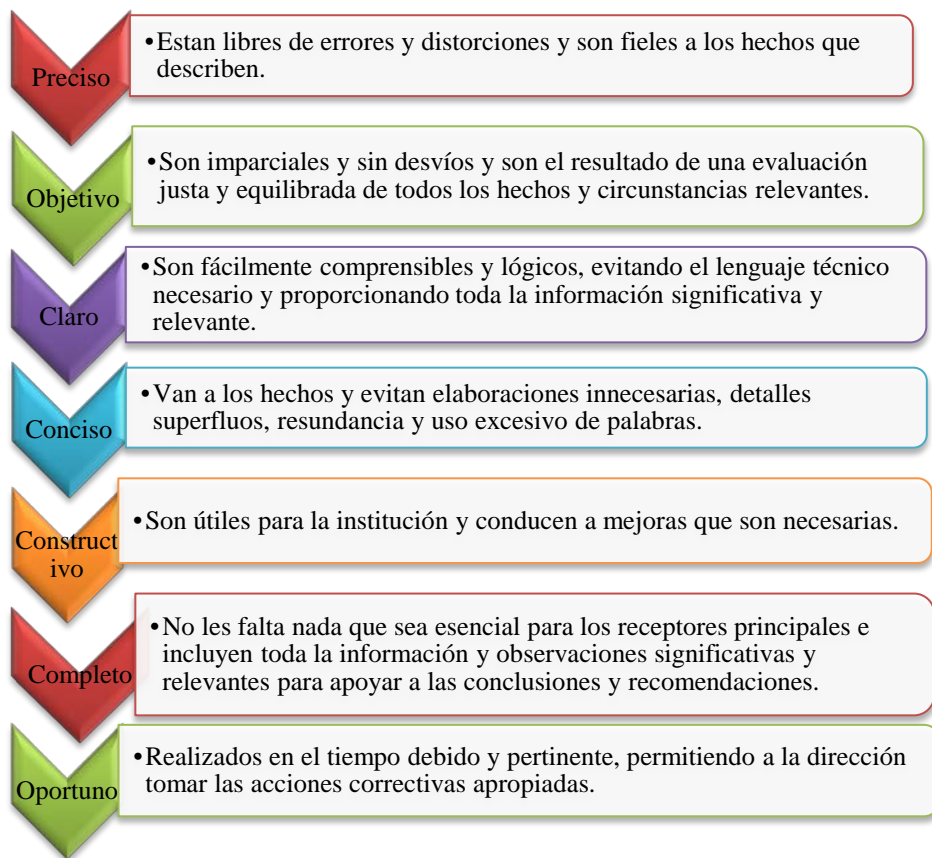 Preciso
•Estan libres de errores y distorciones y son fieles a los hechos que
describen.
Objetivo
•Son imparciales y sin desvíos y son el resultado de una evaluación
justa y equilibrada de todos los hechos y circunstancias relevantes.
Claro
•Son fácilmente comprensibles y lógicos, evitando el lenguaje técnico
necesario y proporcionando toda la información significativa y
relevante.
Conciso
•Van a los hechos y evitan elaboraciones innecesarias, detalles
superfluos, resundancia y uso excesivo de palabras.
Construct
ivo
•Son útiles para la institución y conducen a mejoras que son necesarias.
Completo
•No les falta nada que sea esencial para los receptores principales e
incluyen toda la información y observaciones significativas y
relevantes para apoyar a las conclusiones y recomendaciones.
Oportuno
•Realizados en el tiempo debido y pertinente, permitiendo a la dirección
tomar las acciones correctivas apropiadas.